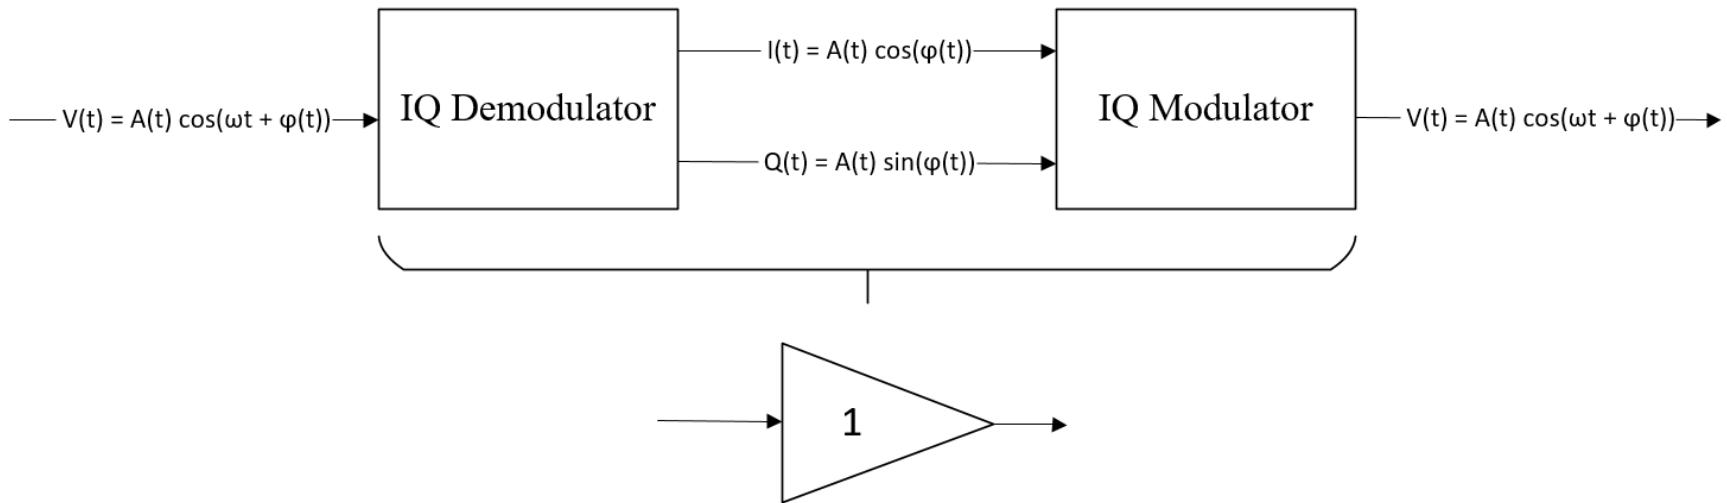 V(t) = A(t) cos(ωt + φ(t))
IQ Demodulator
I(t) = A(t) cos(φ(t))
Q(t) = A(t) sin(φ(t))
IQ Modulator
V(t) = A(t) cos(ωt + φ(t))
1